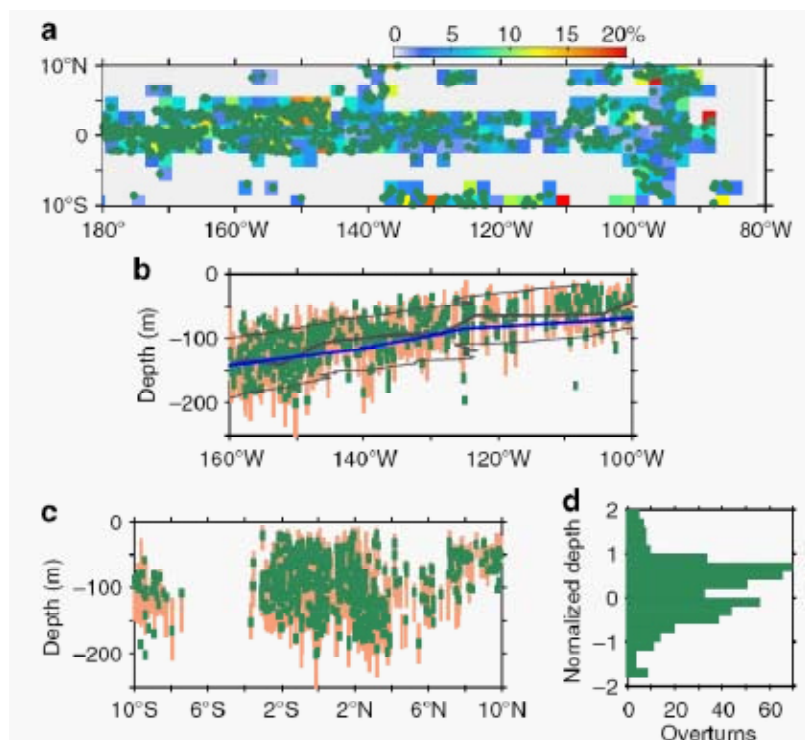 a
0 5 10 15 20%
10°N
0
10°S
180° 160°W 140°W 120°W 100°W 80°W
b
0
−100
−200
Depth (m)
160°W 140°W 120°W 100°W
c
0
−100
−200
Depth (m)
10°S 6°S 2°S 2°N 6°N 10°N
d
2
1
0
−1
−2
Normalized depth
0 20 40 60
Overturns